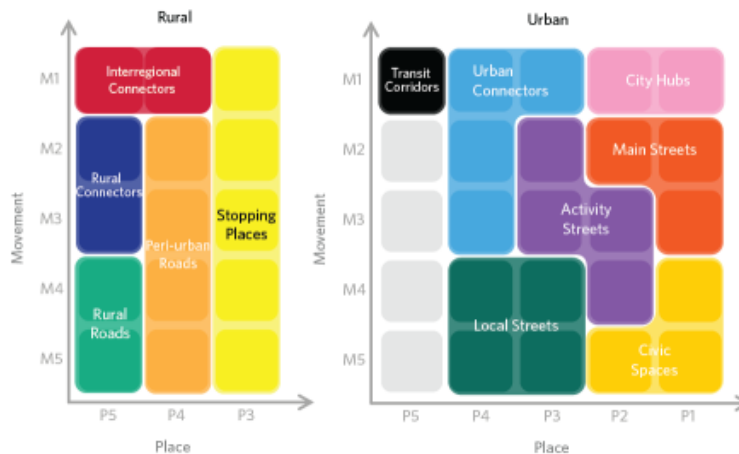 Rural
Urban
M1
M2
M3
M4
M5
Movement
Interregional
Connectors
Rural
Connectors
Peri-urban
Roads
Stopping
Places
Rural
Roads
P5
P4
P3
Place
M1
M2
M3
M4
M5
Movement
Transit
Corridors
Urban
Connectors
City Hubs
Main Streets
Activity
Streets
Local Streets
Civic
Spaces
P5
P4
P3
P2
P1
Place